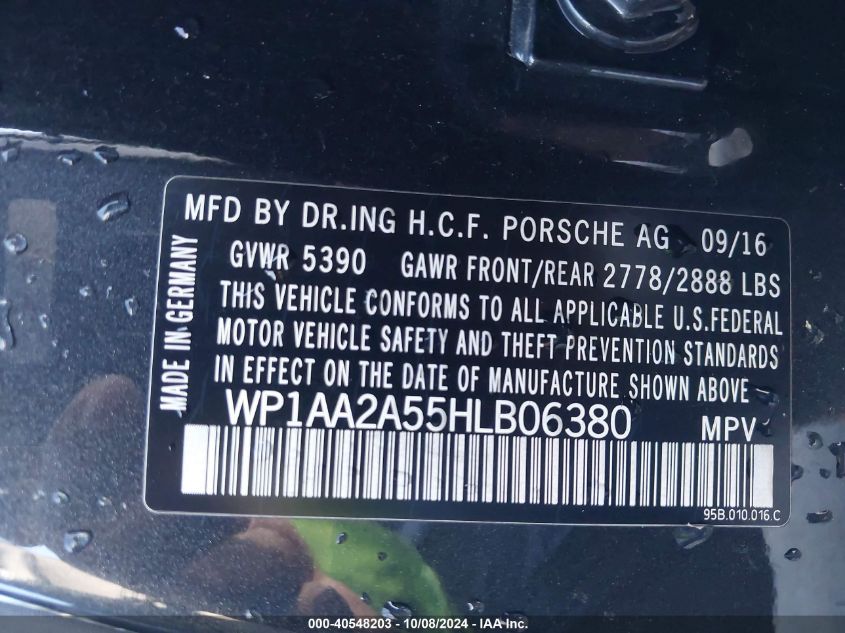 MFD BY DR.ING H.C.F. PORSCHE AG 09/16
GVWR 5390 GAWR FRONT/REAR 2778/2888 LBS
THIS VEHICLE CONFORMS TO ALL APPLICABLE U.S.FEDERAL
MOTOR VEHICLE SAFETY AND THEFT PREVENTION STANDARDS
IN EFFECT ON THE DATE OF MANUFACTURE SHOWN ABOVE
WP1AA2A55HLB06380 MPV
MADE IN GERMANY
95B.010.016.C
000-40548203 - 10/08/2024 - IAAI.com